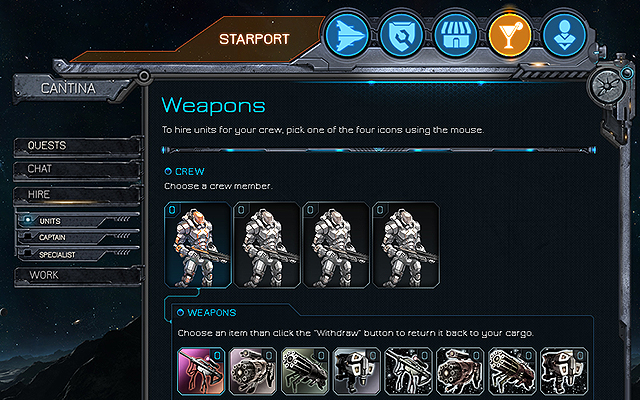 STARPORT
CANTINA
Weapons
To hire units for your crew, pick one of the four icons using the mouse.
QUESTS
CHAT
HIRE
UNITS
CAPTAIN
SPECIALIST
WORK
CREW
Choose a crew member.
0 0 0 0
WEAPONS
Choose an item than click the "Withdraw" button to return it back to your cargo.
0 0 0 0 0 0 0 0